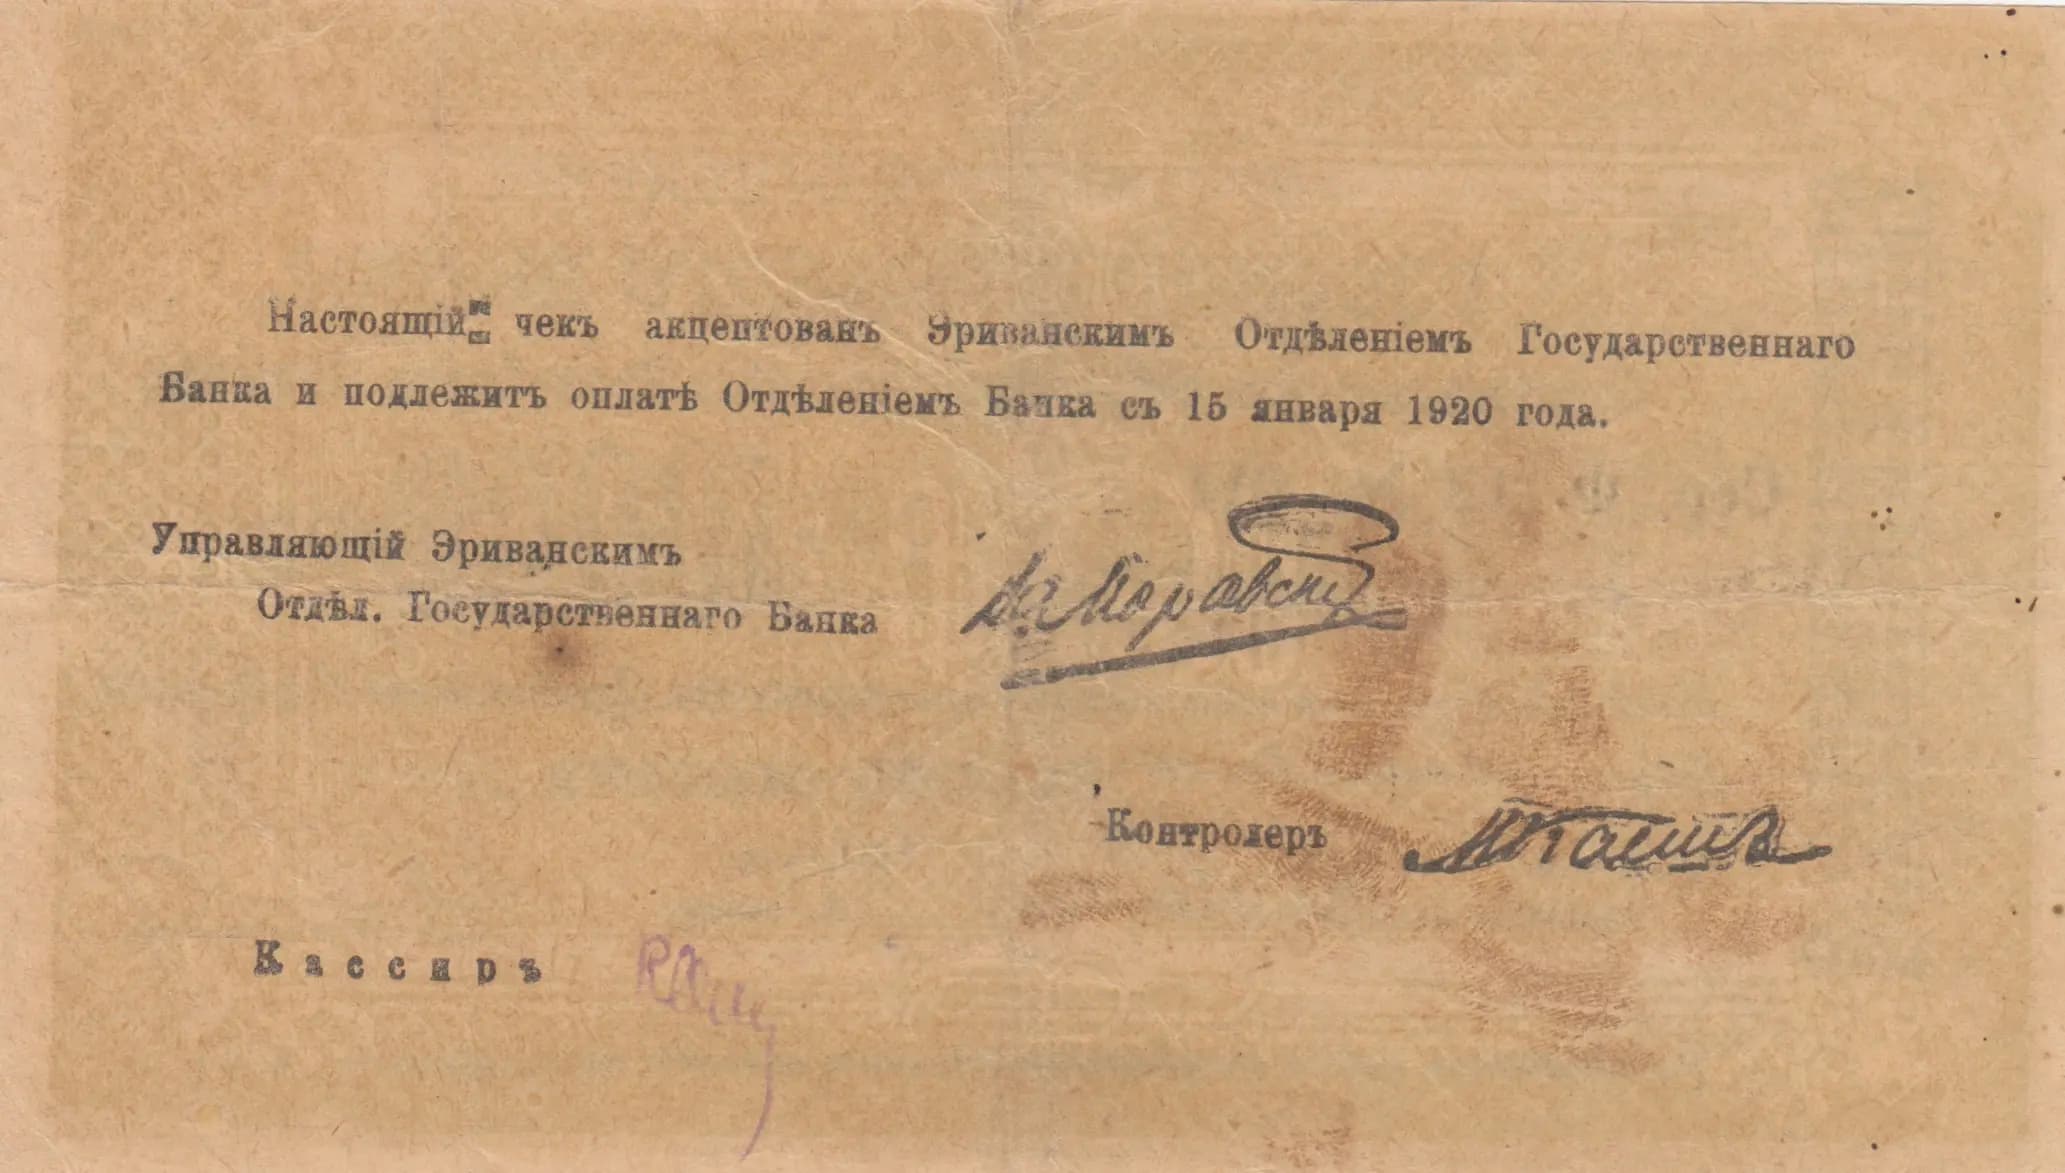 Настоящій чекъ акцептованъ Эриванскимъ Отдѣленіемъ Государственнаго
Банка и подлежитъ оплатѣ Отдѣленіемъ Банка съ 15 января 1920 года.
Управляющій Эриванскимъ
Отдѣл. Государственнаго Банка
Контролеръ
Кассиръ